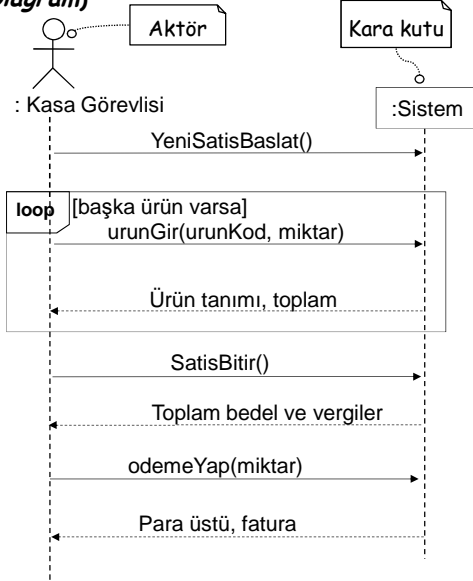 Diagram)
Aktör
Kara kutu
: Kasa Görevlisi
:Sistem
YeniSatisBaslat()
loop
[başka ürün varsa]
urunGir(urunKod, miktar)
Ürün tanımı, toplam
SatisBitir()
Toplam bedel ve vergiler
odemeYap(miktar)
Para üstü, fatura